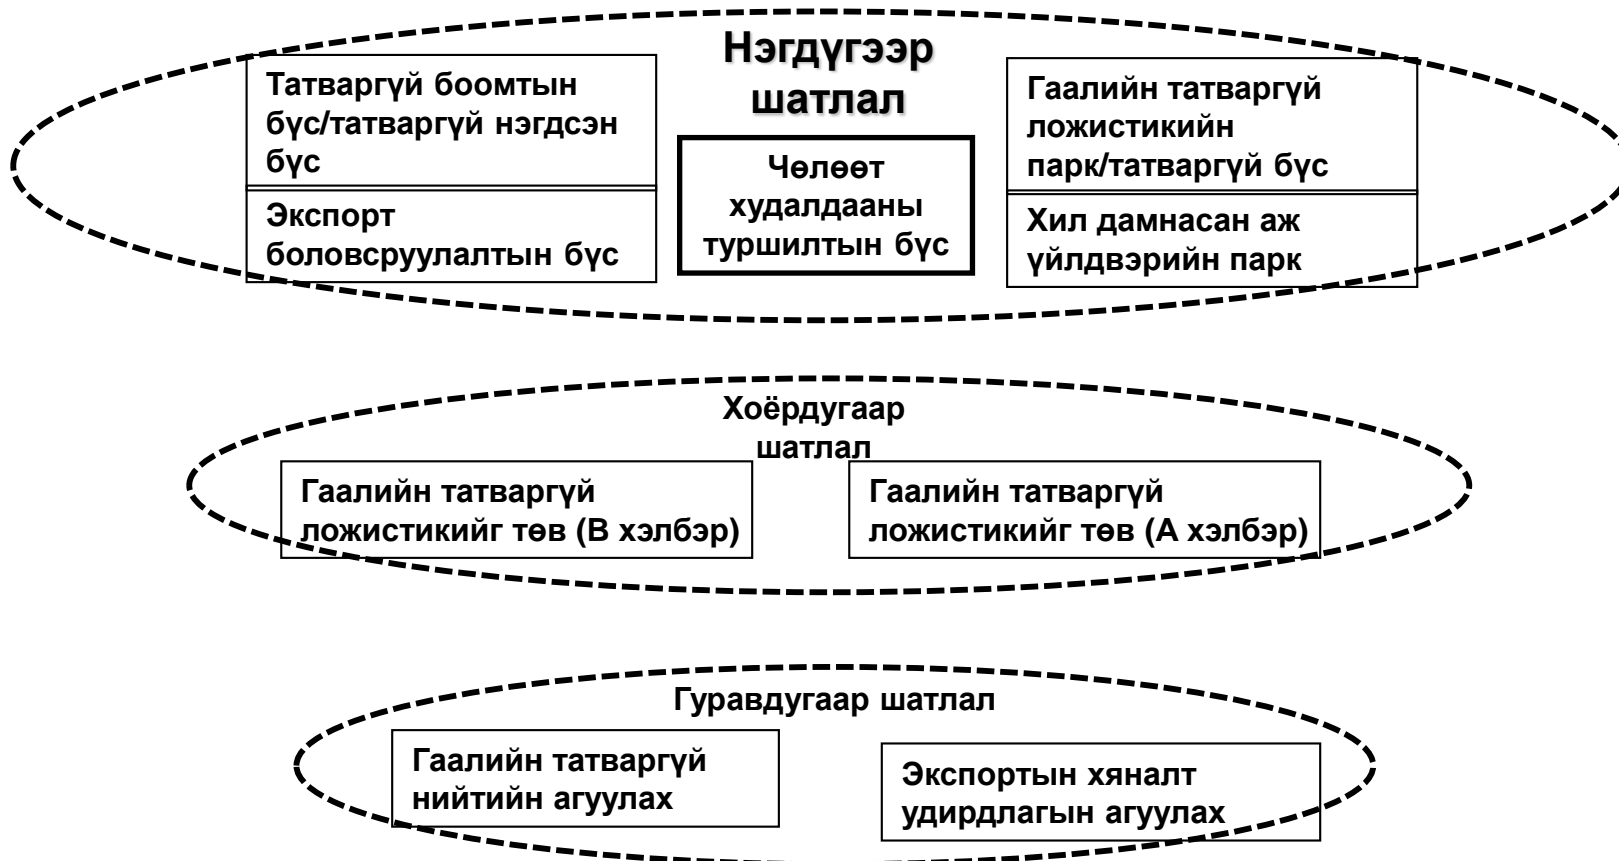 Нэгдүгээр
шатлал
Татваргүй боомтын
бүс/татваргүй нэгдсэн
бүс
Экспорт
боловсруулалтын бүс
Чөлөөт
худалдааны
туршилтын бүс
Гаалийн татваргүй
ложистикийн
парк/татваргүй бүс
Хил дамнасан аж
үйлдвэрийн парк
Хоёрдугаар
шатлал
Гаалийн татваргүй
ложистикийг төв (В хэлбэр)
Гаалийн татваргүй
ложистикийг төв (А хэлбэр)
Гуравдугаар шатлал
Гаалийн татваргүй
нийтийн агуулах
Экспортын хяналт
удирдлагын агуулах